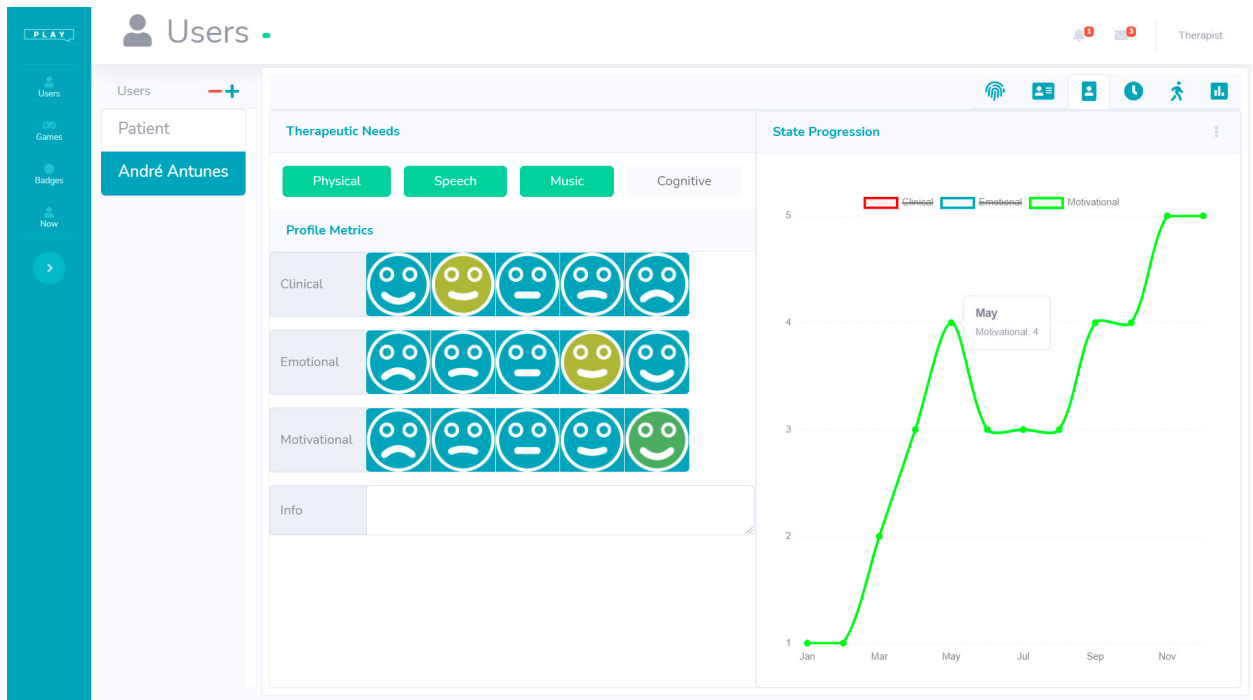 PLAY
Users -
1
3
Therapist
Users
Games
Badges
Now
Users
Patient
André Antunes
Therapeutic Needs
Physical
Speech
Music
Cognitive
Profile Metrics
Clinical
Emotional
Motivational
Info
State Progression
Clinical
Emotional
Motivational
5
4
3
2
1
May
Motivational: 4
Jan
Mar
May
Jul
Sep
Nov